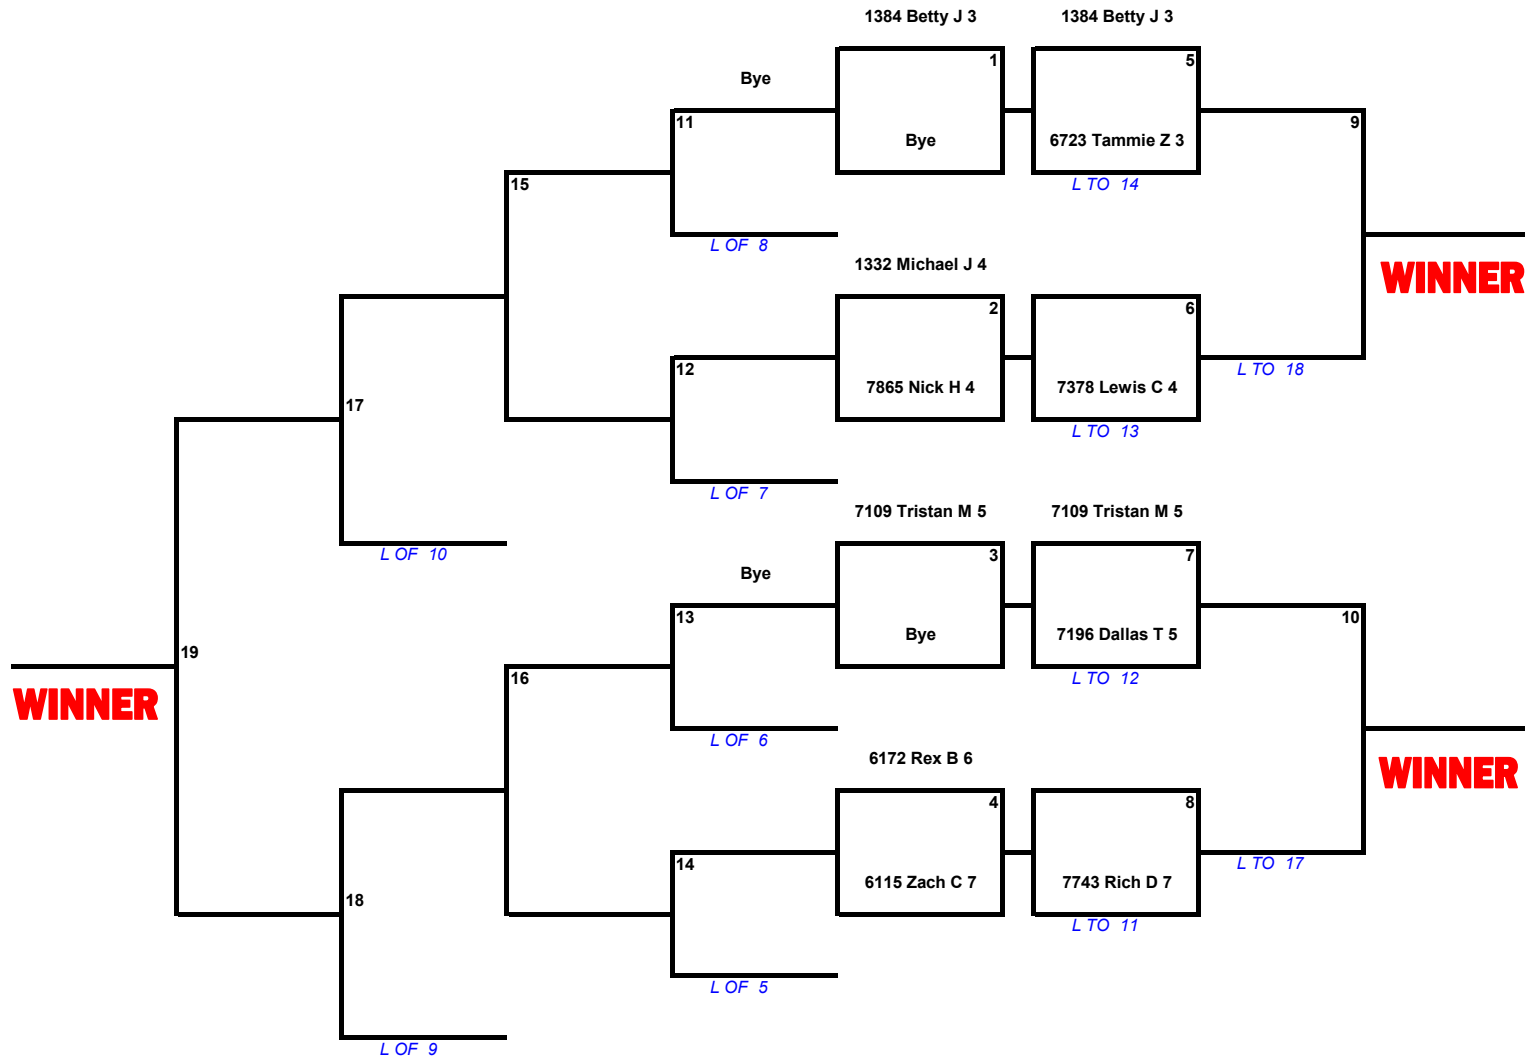 1384 Betty J 3
1384 Betty J 3
1
5
Bye
11
9
Bye
6723 Tammie Z 3
15
L TO 14
L OF 8
1332 Michael J 4
WINNER
2
6
12
L TO 18
7865 Nick H 4
7378 Lewis C 4
17
L TO 13
L OF 7
7109 Tristan M 5
7109 Tristan M 5
L OF 10
3
7
Bye
13
10
Bye
7196 Dallas T 5
19
16
L TO 12
WINNER
L OF 6
6172 Rex B 6
WINNER
4
8
14
L TO 17
6115 Zach C 7
7743 Rich D 7
18
L TO 11
L OF 5
L OF 9